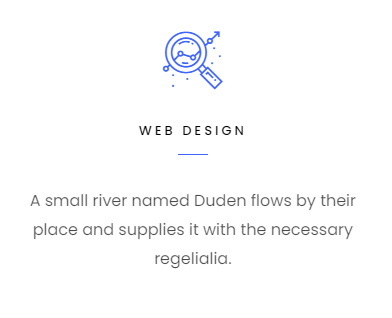 WEB DESIGN
A small river named Duden flows by their
place and supplies it with the necessary
regelialia.